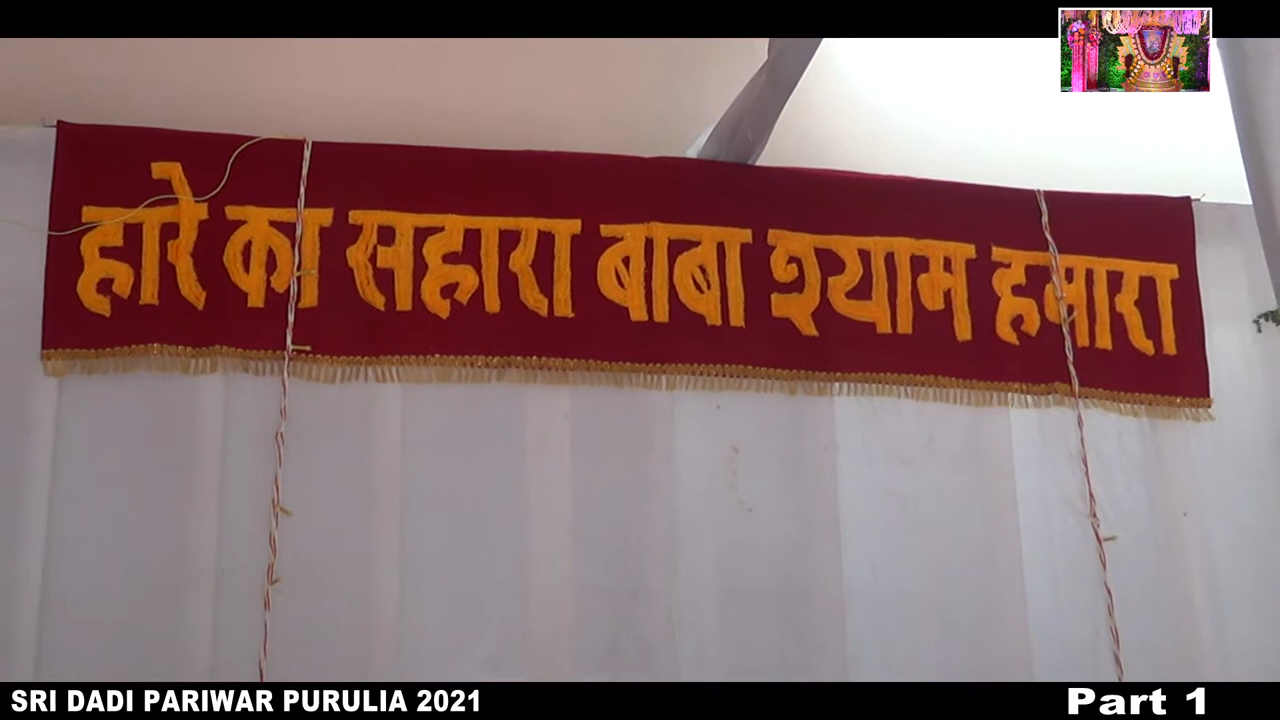 हारे का सहारा बाबा श्याम हमारा
SRI DADI PARIWAR PURULIA 2021
Part 1